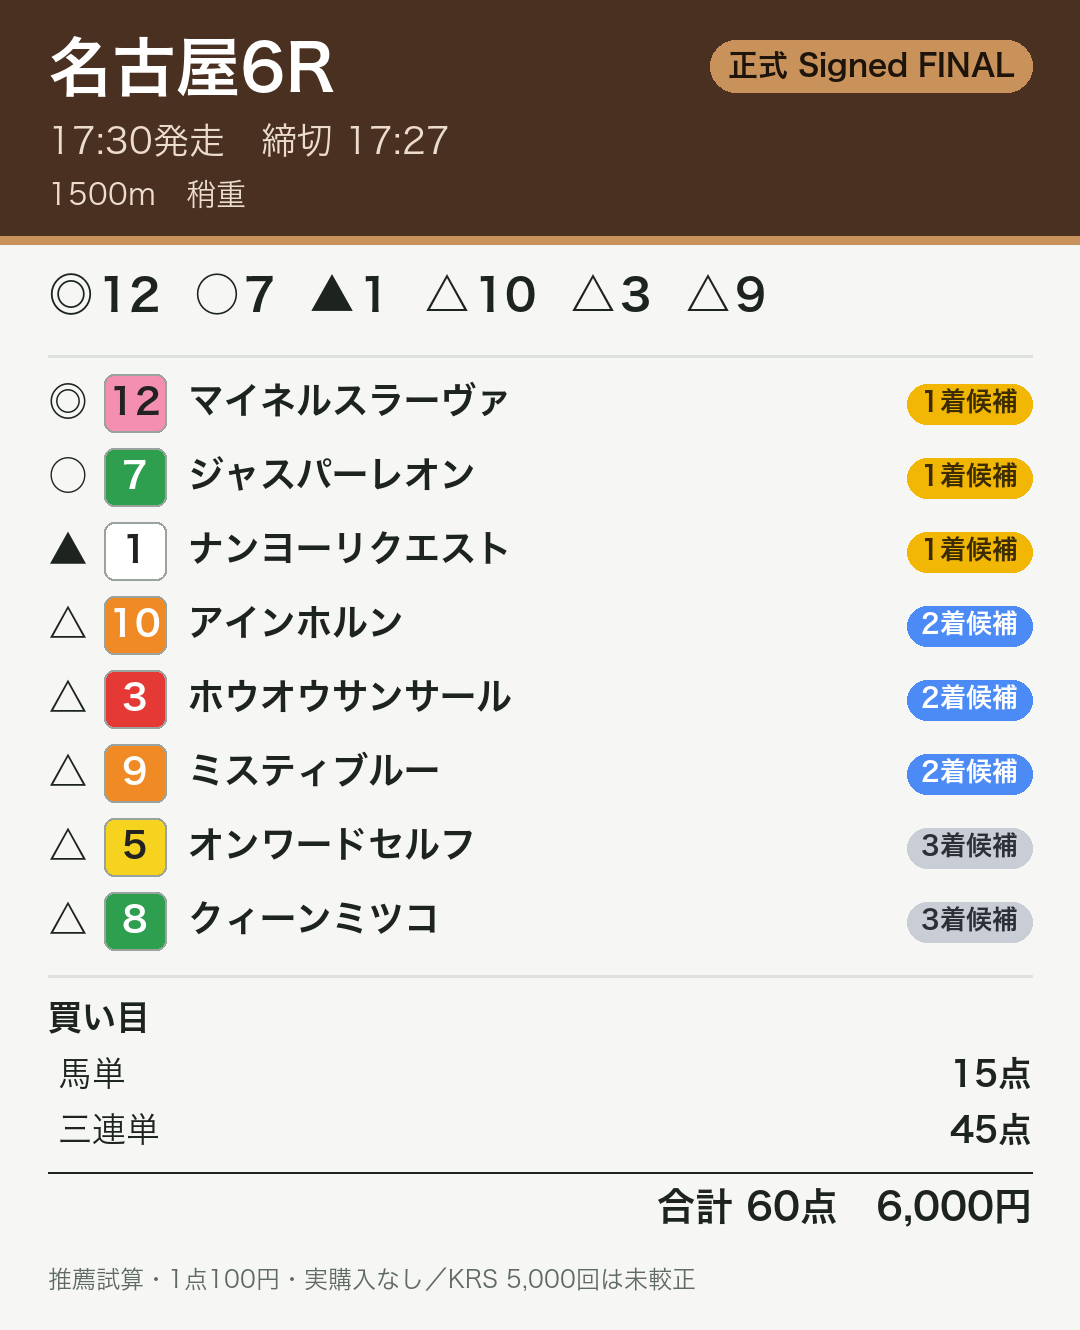 名古屋6R
正式 Signed FINAL
17:30発走　締切 17:27
1500m　稍重
◎12 ○7 ▲1 △10 △3 △9
◎ 12 マイネルスラーヴァ 1着候補
○ 7 ジャスパーレオン 1着候補
▲ 1 ナンヨーリクエスト 1着候補
△ 10 アインホルン 2着候補
△ 3 ホウオウサンサール 2着候補
△ 9 ミスティブルー 2着候補
△ 5 オンワードセルフ 3着候補
△ 8 クィーンミツコ 3着候補
買い目
馬単 15点
三連単 45点
合計 60点　6,000円
推薦試算・1点100円・実購入なし／KRS 5,000回は未較正